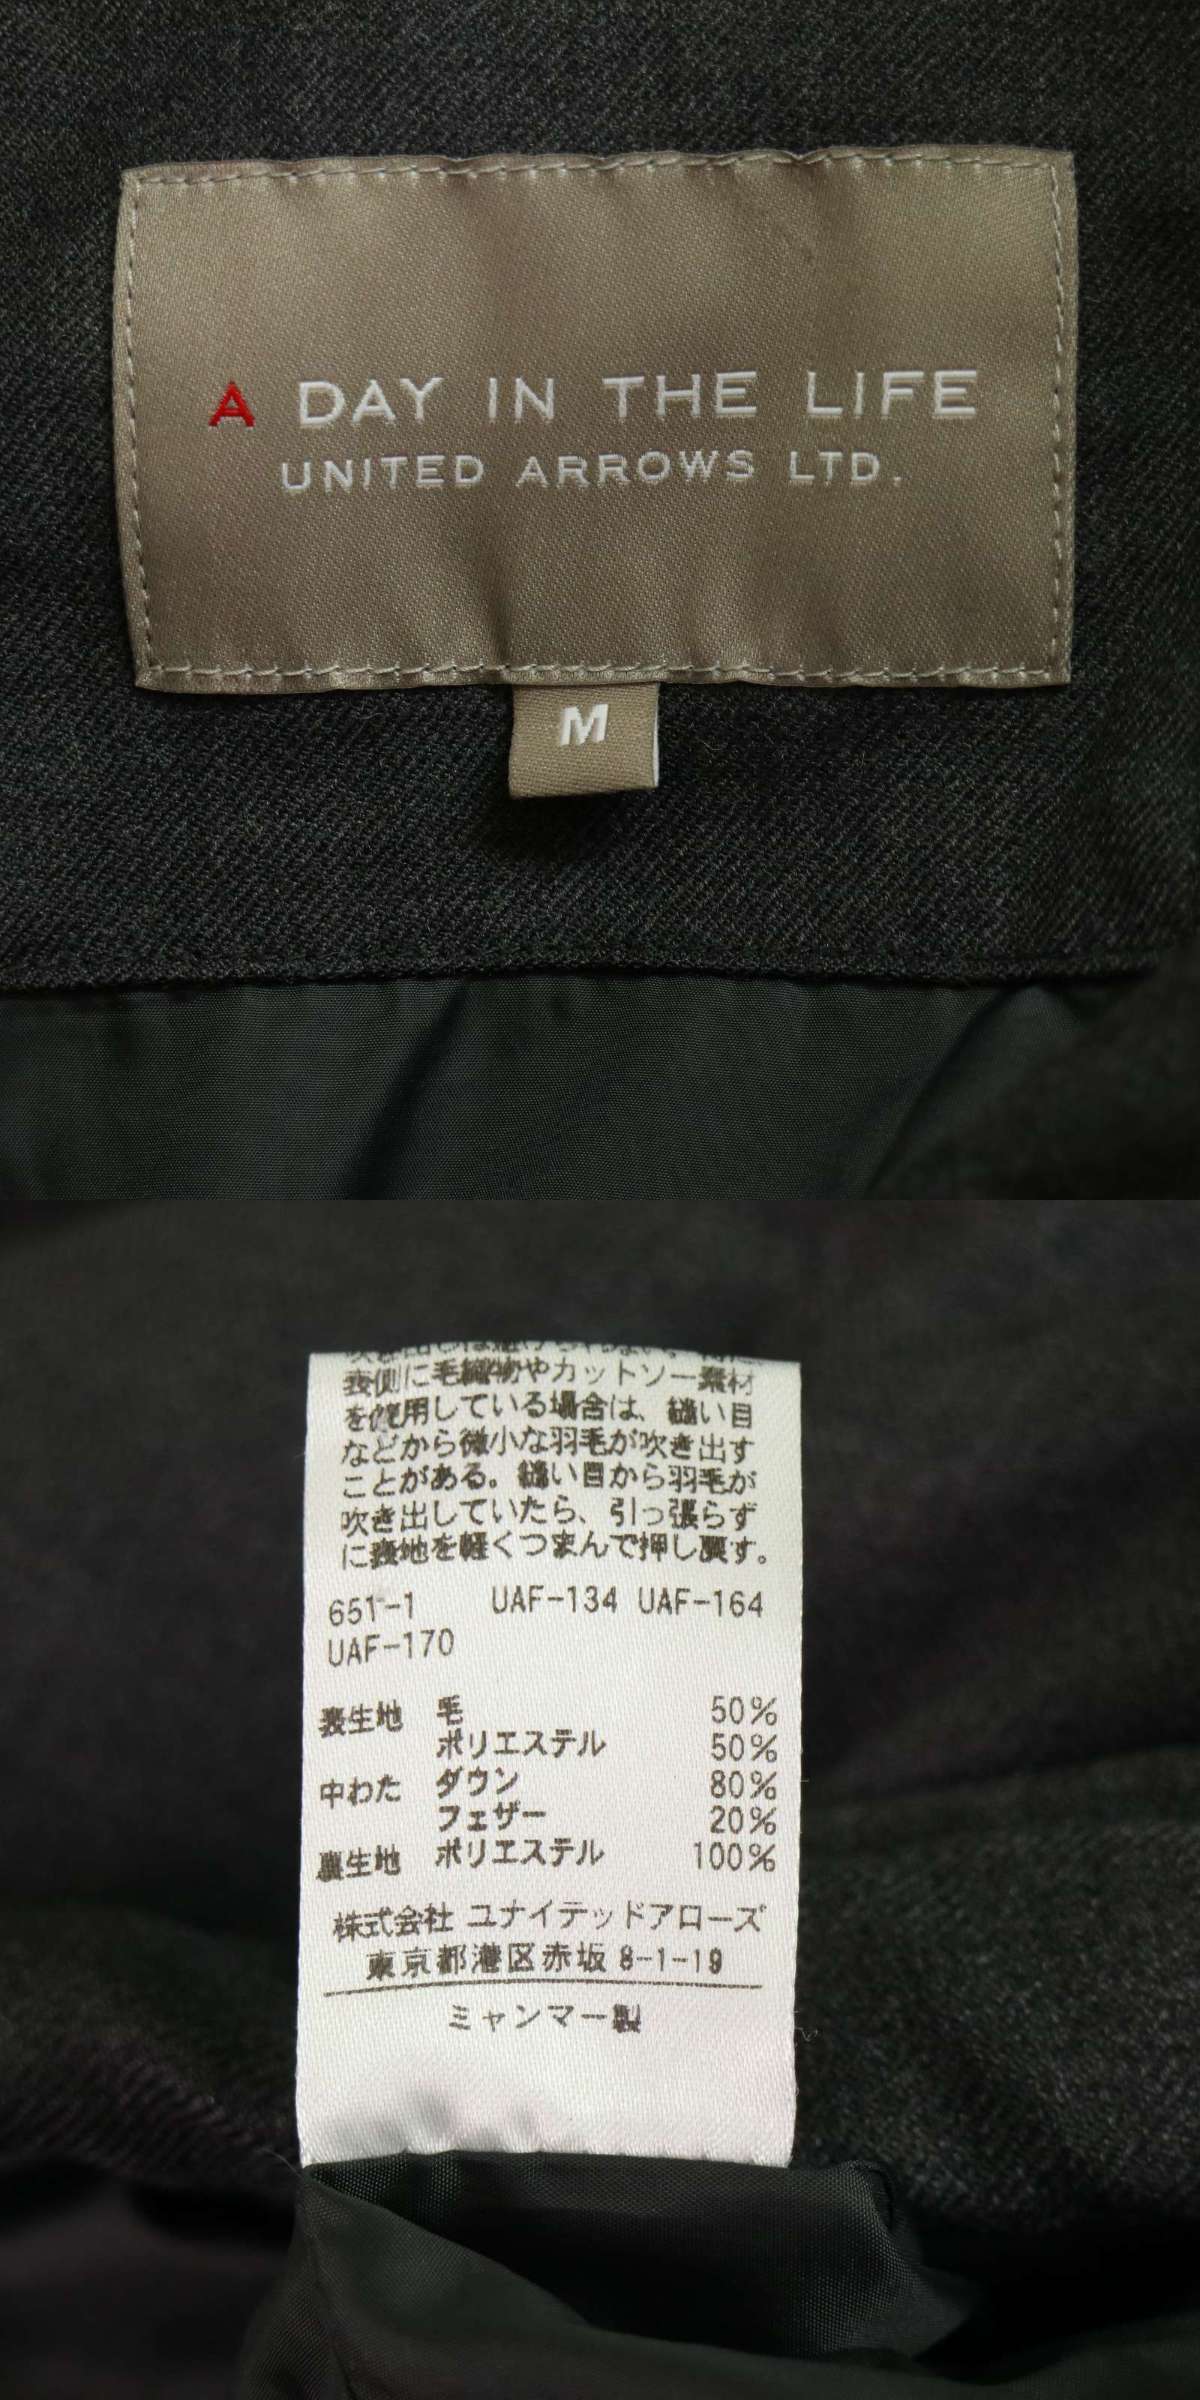 A DAY IN THE LIFE
UNITED ARROWS LTD.
M
表側に毛織物やカットソー素材
を使用している場合は、縫い目
などから微小な羽毛が吹き出す
ことがある。縫い目から羽毛が
吹き出していたら、引っ張らず
に表地を軽くつまんで押し戻す。
651-1 UAF-134 UAF-164
UAF-170
表生地 毛 50%
ポリエステル 50%
中わた ダウン 80%
フェザー 20%
裏生地 ポリエステル 100%
株式会社 ユナイテッドアローズ
東京都港区赤坂 8-1-19
ミャンマー製